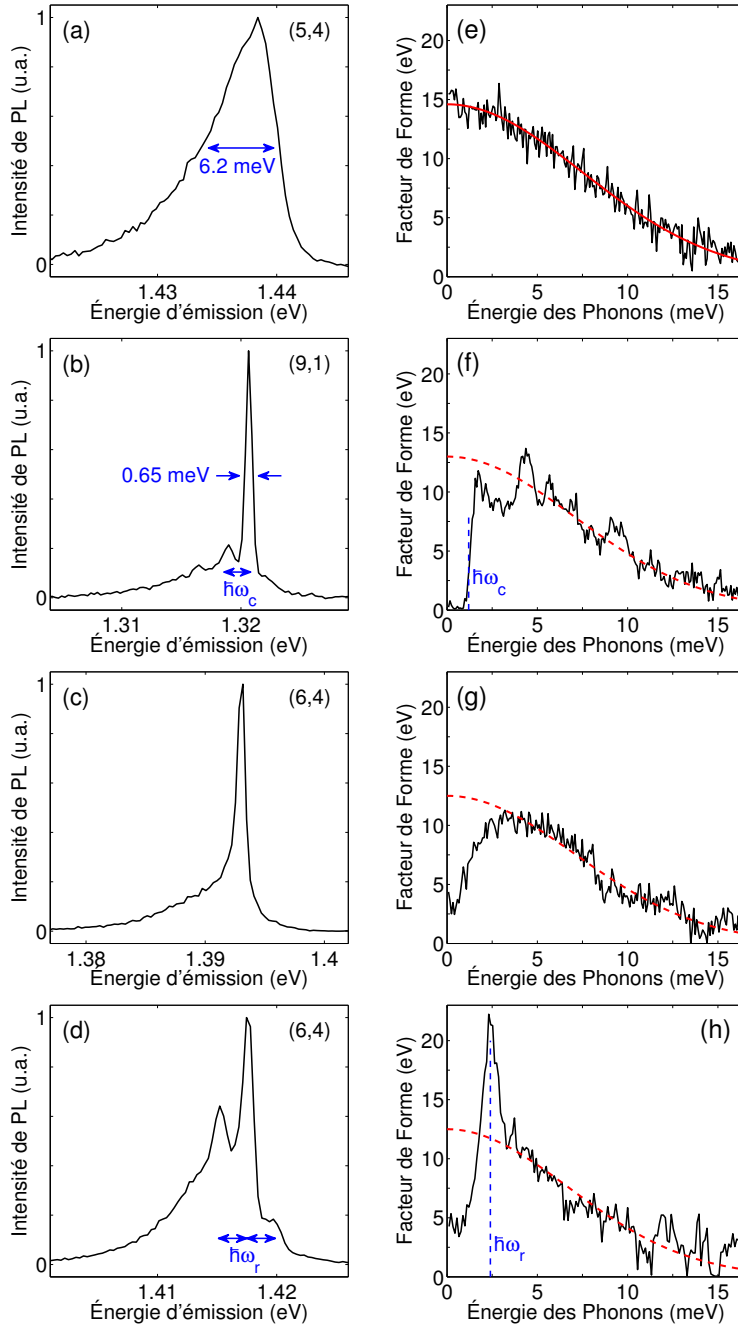 (a)
(5,4)
6.2 meV
1
0
Intensité de PL (u.a.)
1.43
1.44
Énergie d'émission (eV)
(e)
20
15
10
5
0
Facteur de Forme (eV)
0
5
10
15
Énergie des Phonons (meV)
(b)
(9,1)
0.65 meV
ħω_c
1
0
Intensité de PL (u.a.)
1.31
1.32
Énergie d'émission (eV)
(f)
ħω_c
20
15
10
5
0
Facteur de Forme (eV)
0
5
10
15
Énergie des Phonons (meV)
(c)
(6,4)
1
0
Intensité de PL (u.a.)
1.38
1.39
1.4
Énergie d'émission (eV)
(g)
20
15
10
5
0
Facteur de Forme (eV)
0
5
10
15
Énergie des Phonons (meV)
(d)
(6,4)
ħω_r
1
0
Intensité de PL (u.a.)
1.41
1.42
Énergie d'émission (eV)
(h)
ħω_r
20
15
10
5
0
Facteur de Forme (eV)
0
5
10
15
Énergie des Phonons (meV)